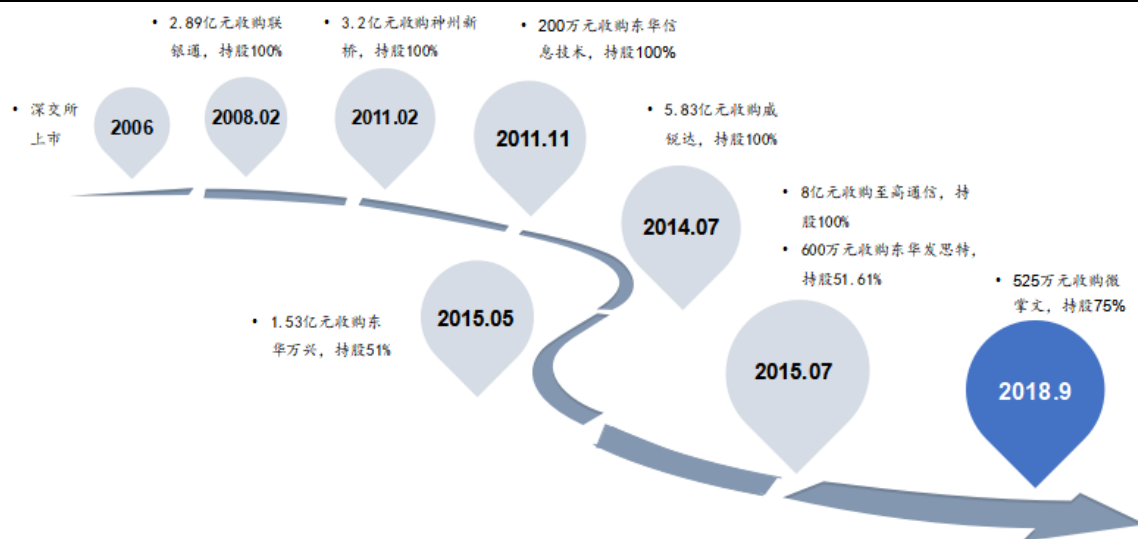 • 深交所
上市
2006
• 2.89亿元收购联
银通，持股100%
2008.02
• 3.2亿元收购神州新
桥，持股100%
2011.02
• 200万元收购东华信
息技术，持股100%
2011.11
• 5.83亿元收购威
锐达，持股100%
2014.07
• 1.53亿元收购东
华万兴，持股51%
2015.05
• 8亿元收购至高通信，持
股100%
• 600万元收购东华发思特，
持股51.61%
2015.07
• 525万元收购微
掌文，持股75%
2018.9